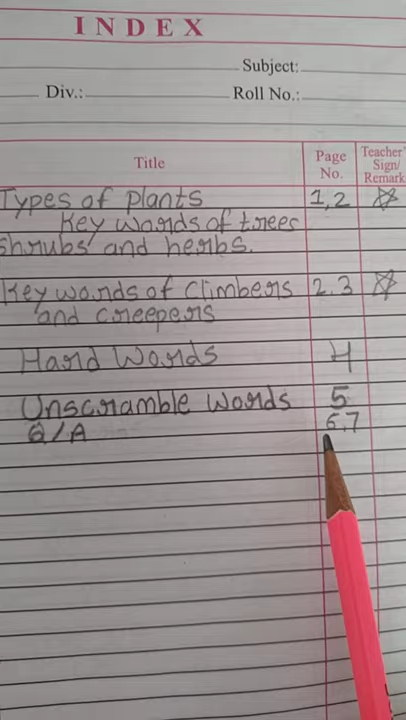 INDEX
Subject:
Div.: Roll No.:
Title Page No. Teacher' Sign/ Remark
Types of plants 1,2
Key words of trees
shrubs and herbs.
Key words of Climbers 2.3
and creepers
Hard Words 4
Unscramble words 5
Q/A 6,7